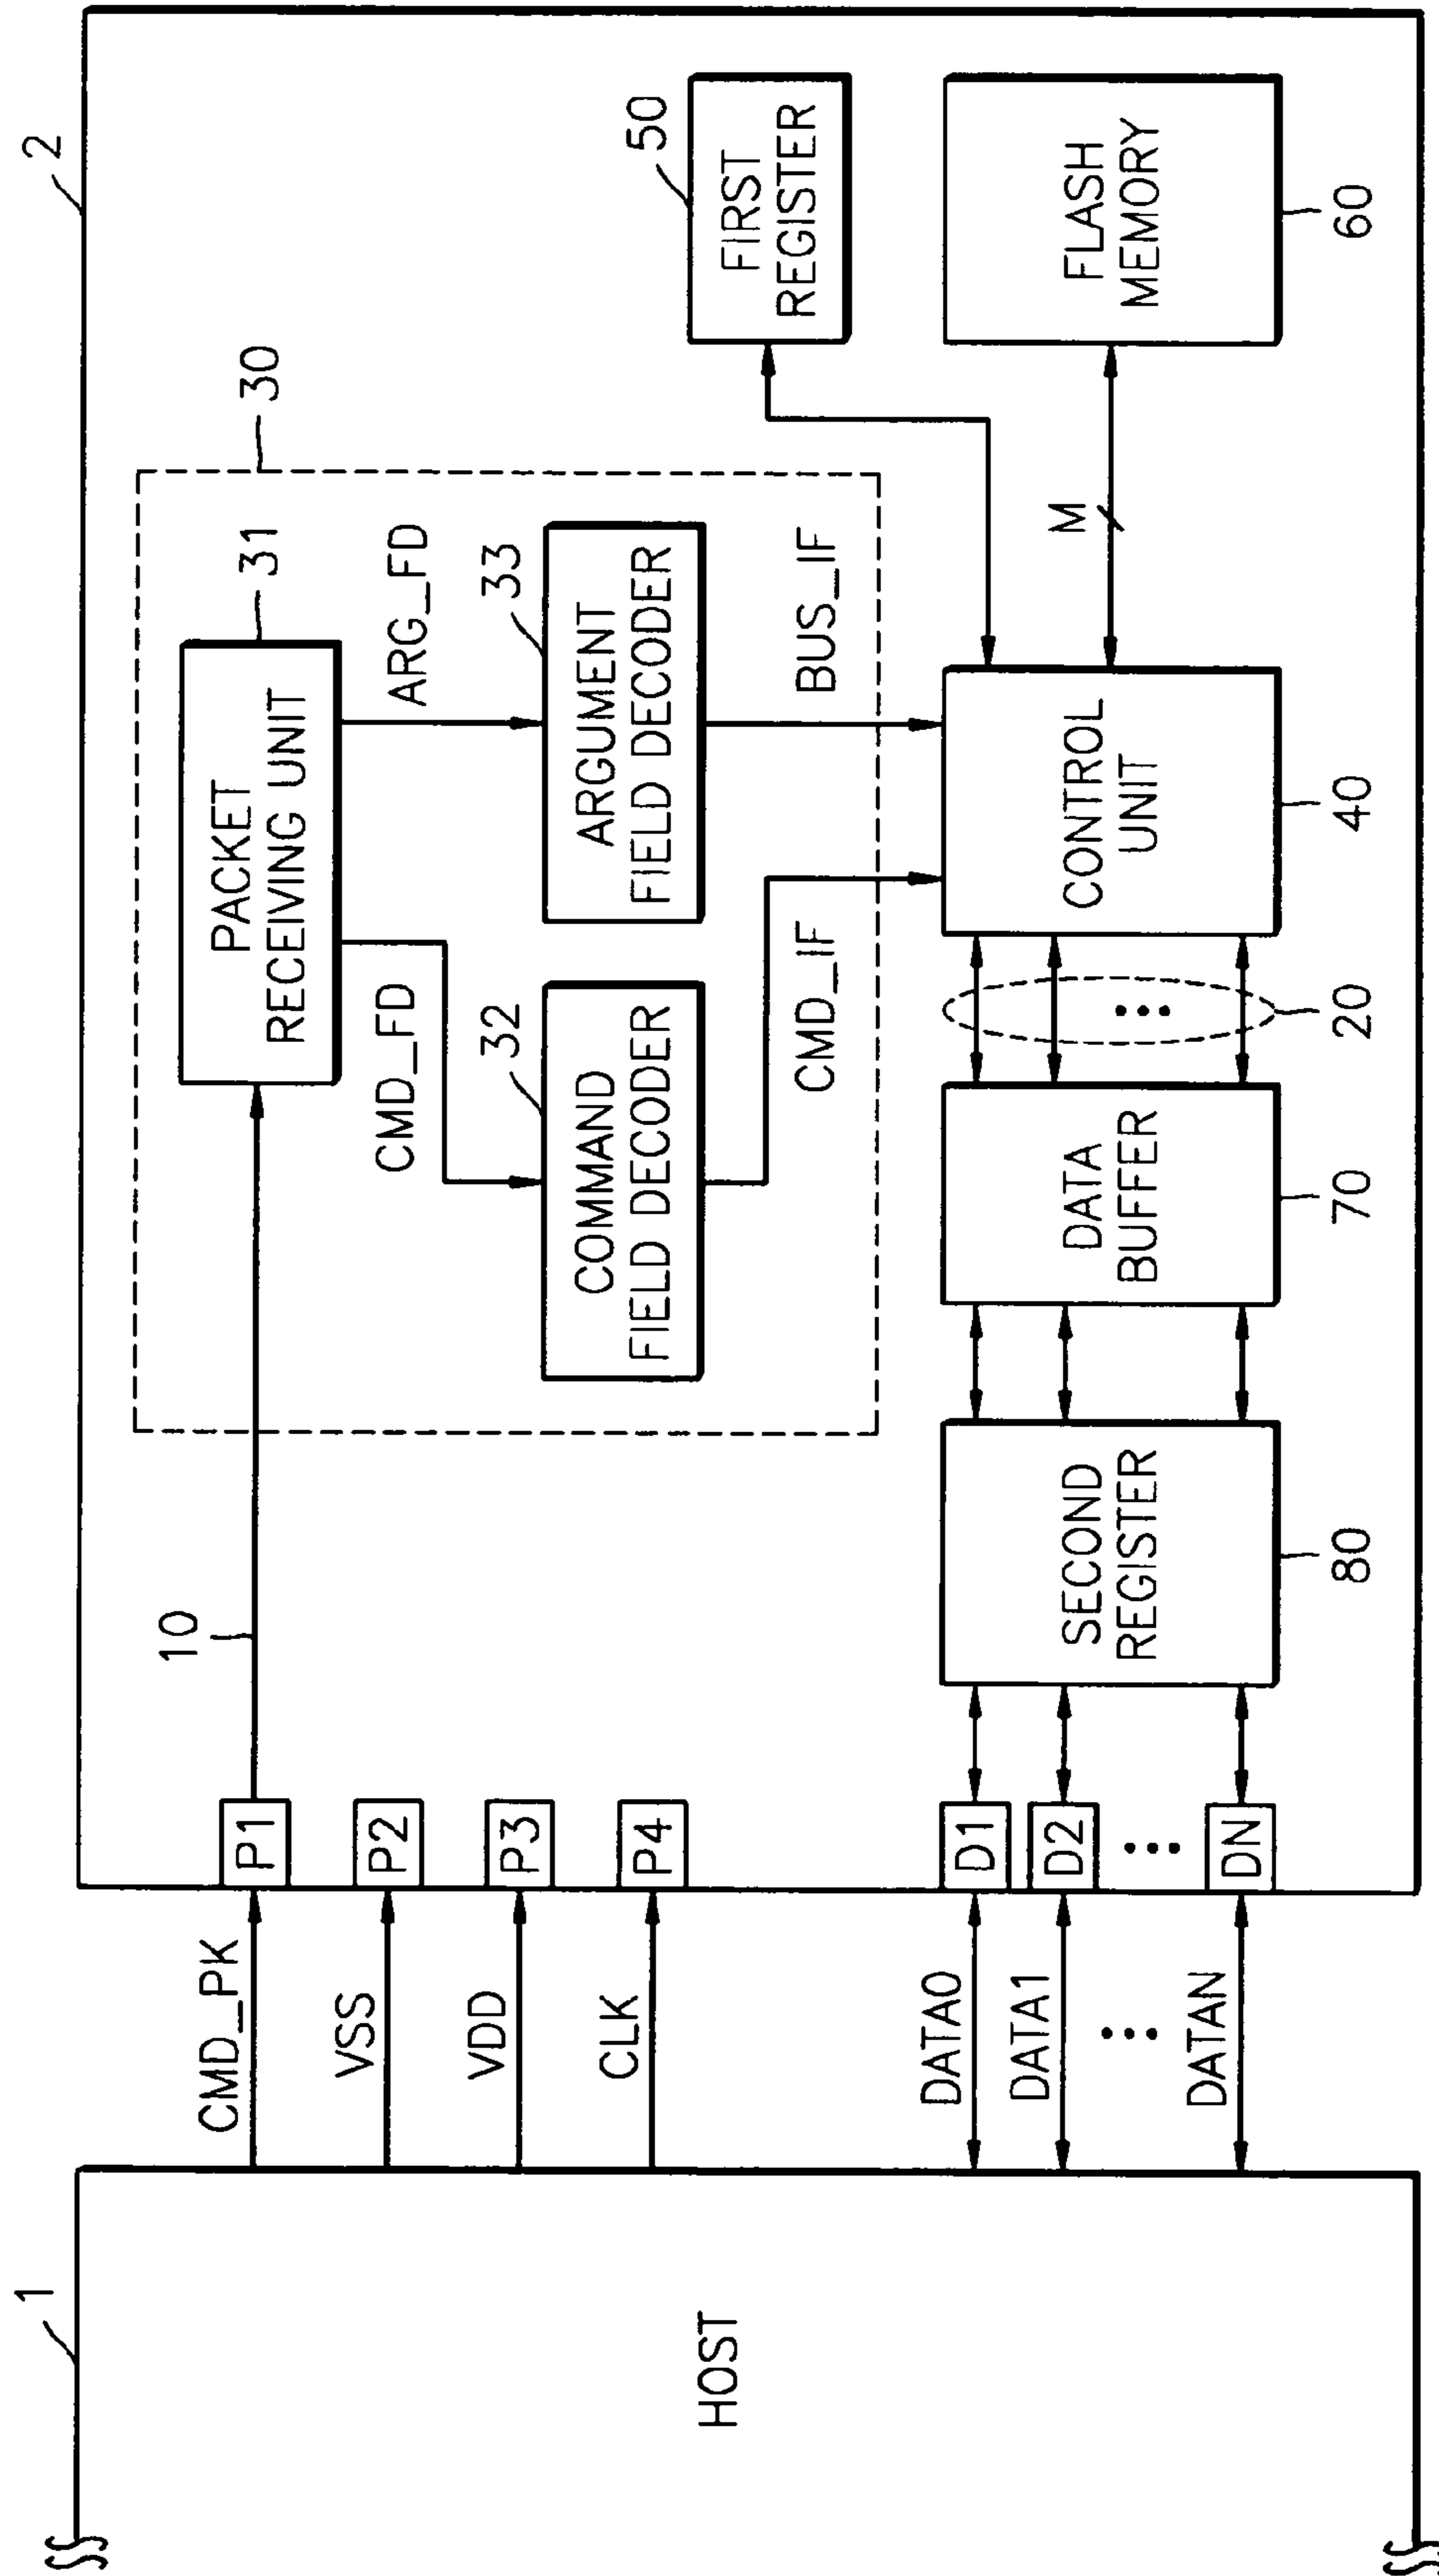 1
HOST
CMD_PK
VSS
VDD
CLK
DATA0
DATA1
DATAN
2
P1
P2
P3
P4
D1
D2
DN
10
30
PACKET
RECEIVING UNIT
31
CMD_FD
ARG_FD
COMMAND
FIELD DECODER
32
ARGUMENT
FIELD DECODER
33
CMD_IF
BUS_IF
FIRST
REGISTER
50
SECOND
REGISTER
80
DATA
BUFFER
70
20
CONTROL
UNIT
40
M
FLASH
MEMORY
60